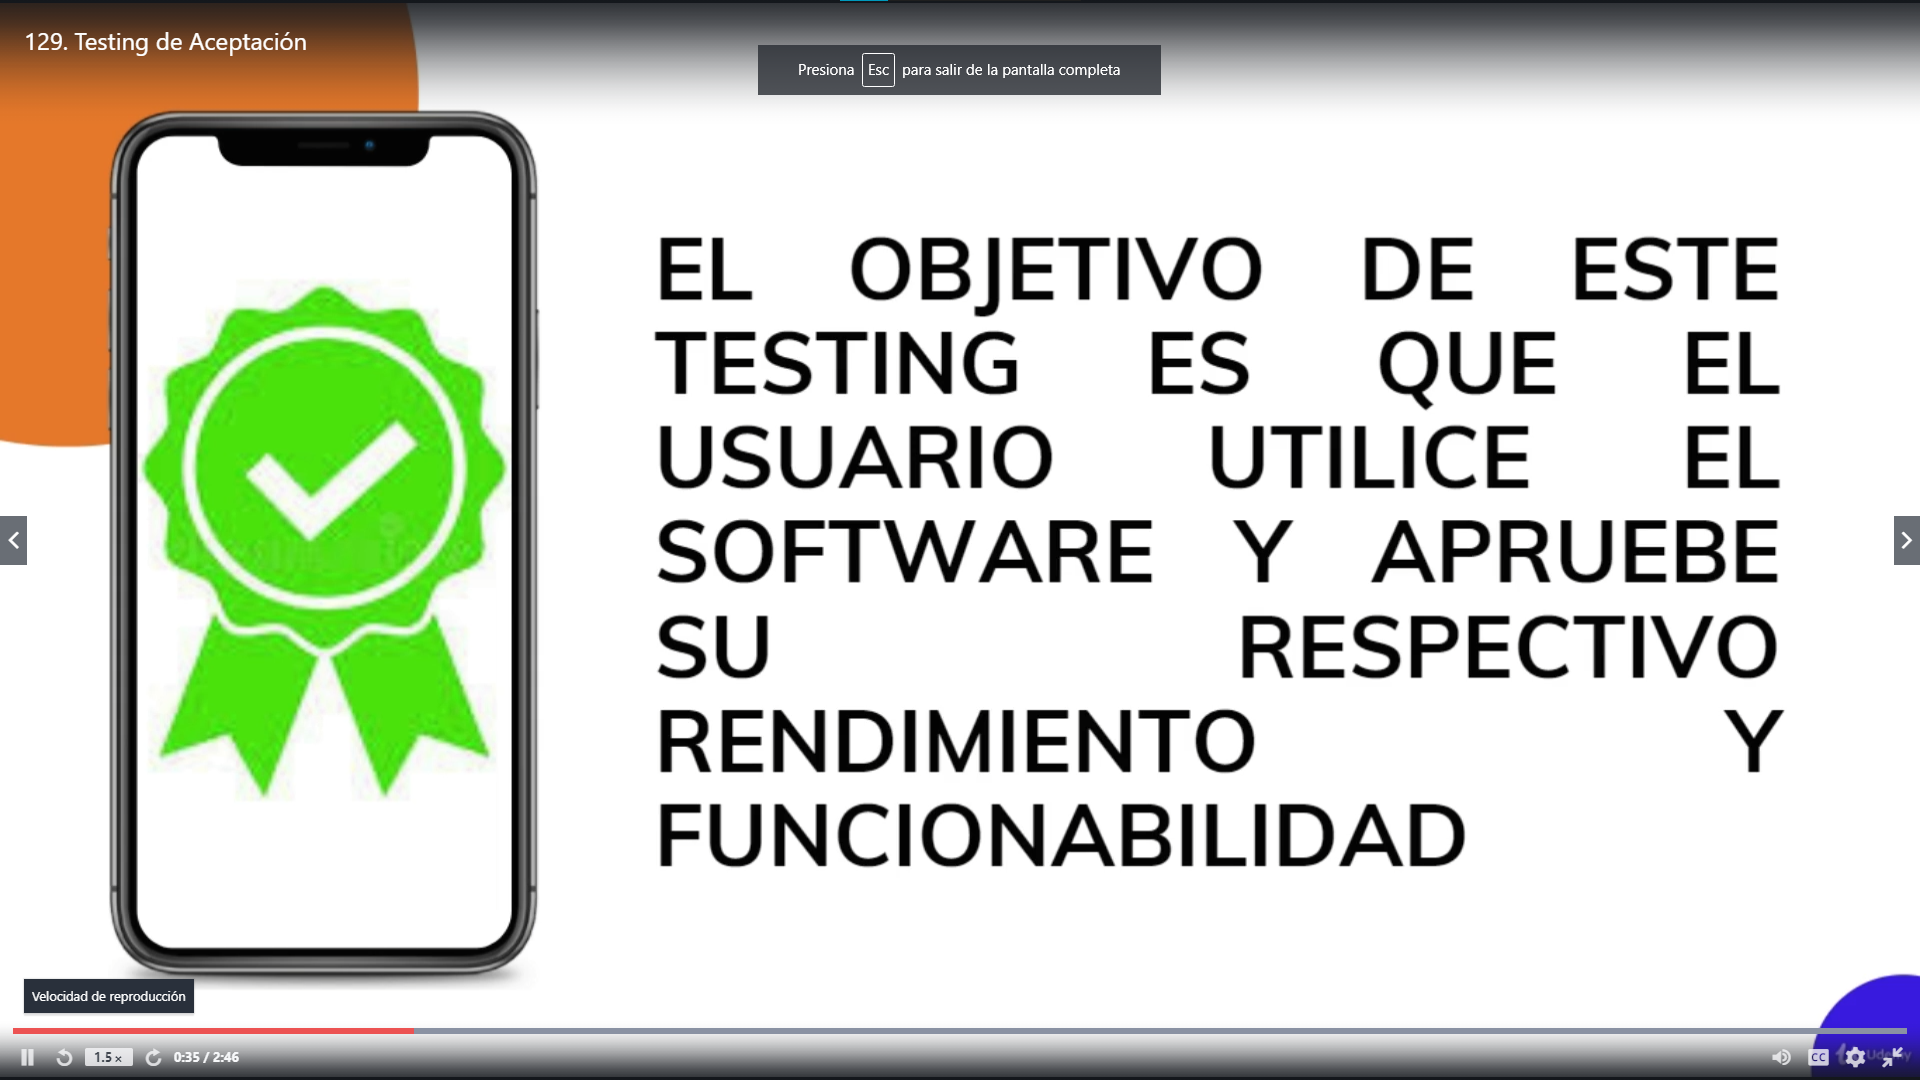 129. Testing de Aceptación
Presiona Esc para salir de la pantalla completa
EL OBJETIVO DE ESTE
TESTING ES QUE EL
USUARIO UTILICE EL
SOFTWARE Y APRUEBE
SU RESPECTIVO
RENDIMIENTO Y
FUNCIONABILIDAD
Velocidad de reproducción
1.5 x
0:35 / 2:46
CC